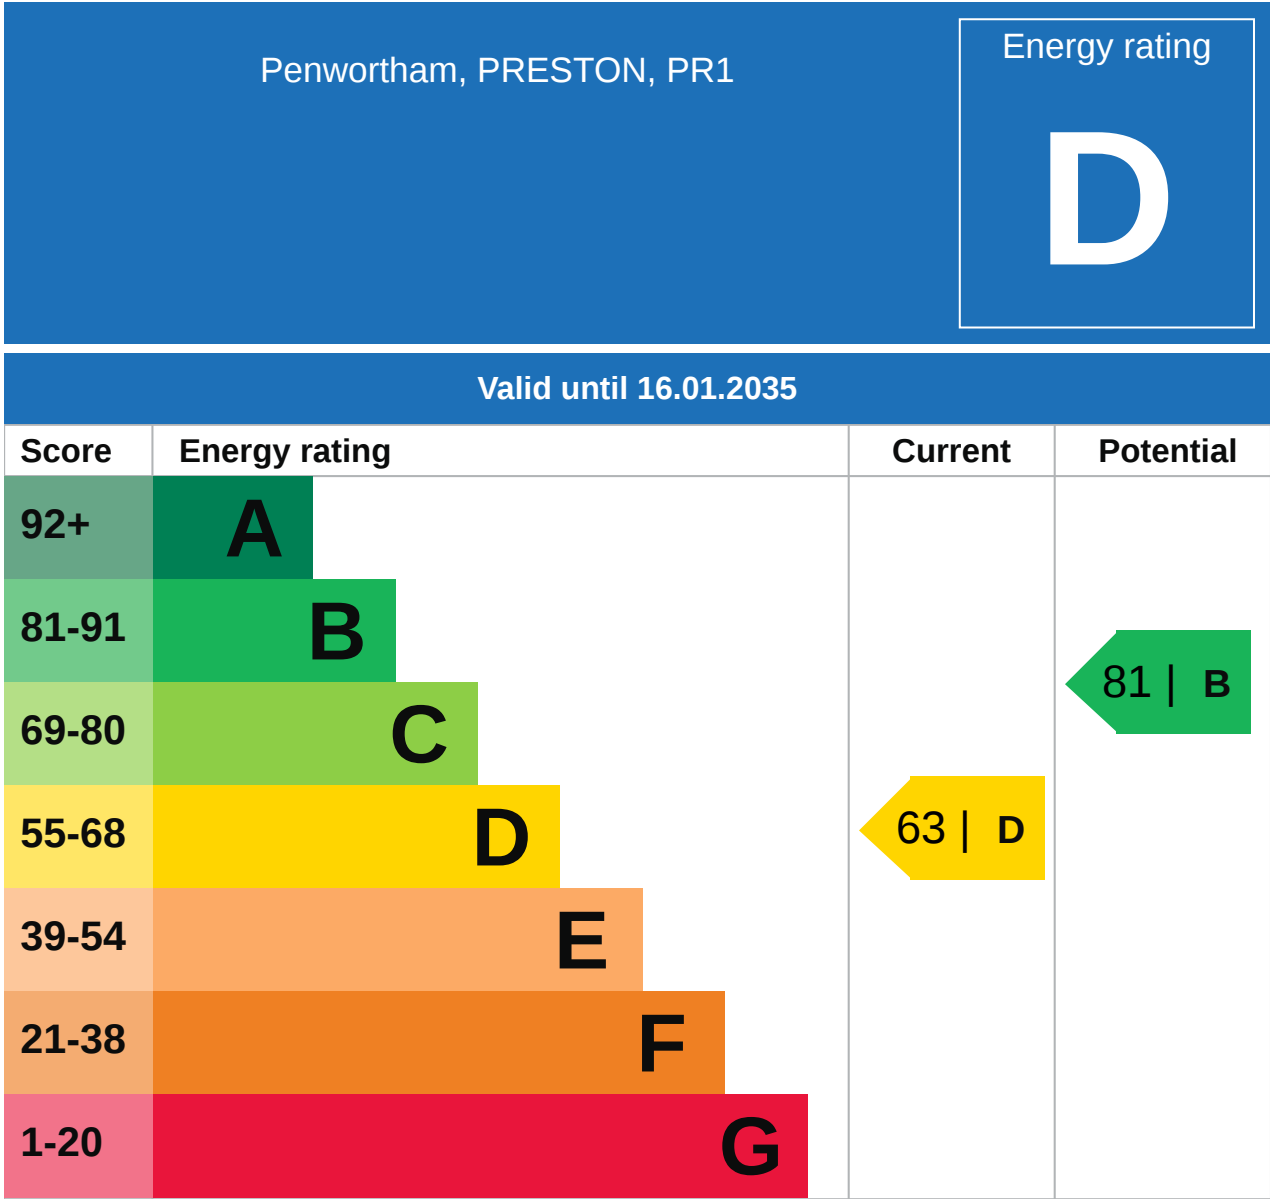 Penwortham, PRESTON, PR1
Energy rating
D
Valid until 16.01.2035
Score Energy rating Current Potential
92+ A
81-91 B
81 | B
69-80 C
55-68 D
63 | D
39-54 E
21-38 F
1-20 G